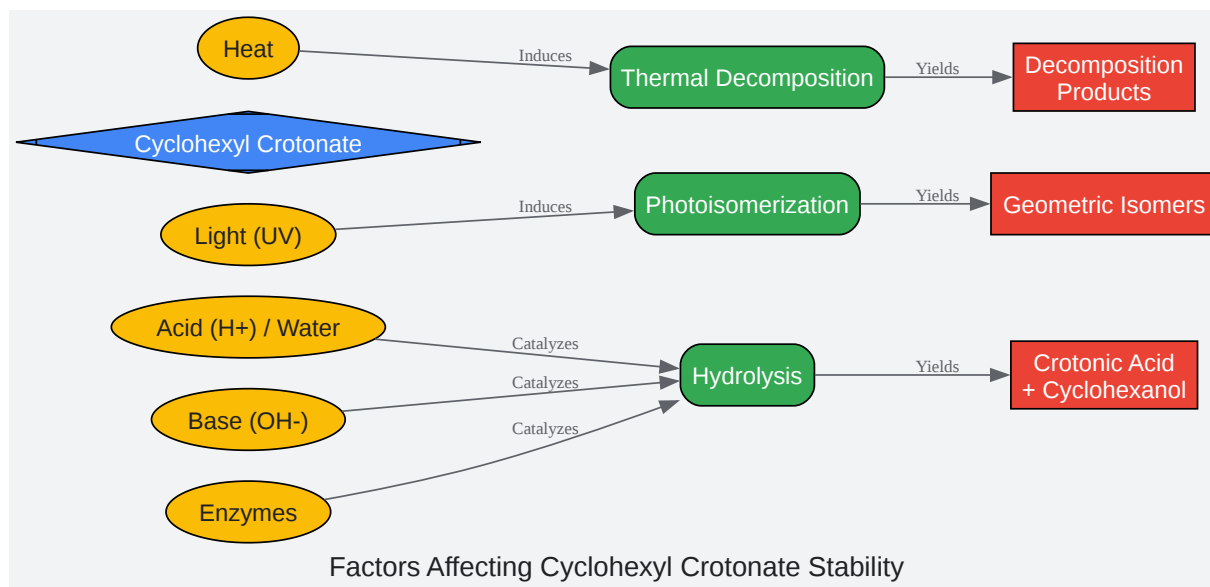 Heat
Induces
Thermal Decomposition
Yields
Decomposition
Products
Cyclohexyl Crotonate
Light (UV)
Induces
Photoisomerization
Yields
Geometric Isomers
Acid (H+) / Water
Catalyzes
Base (OH-)
Catalyzes
Enzymes
Catalyzes
Hydrolysis
Yields
Crotonic Acid
+ Cyclohexanol
Factors Affecting Cyclohexyl Crotonate Stability